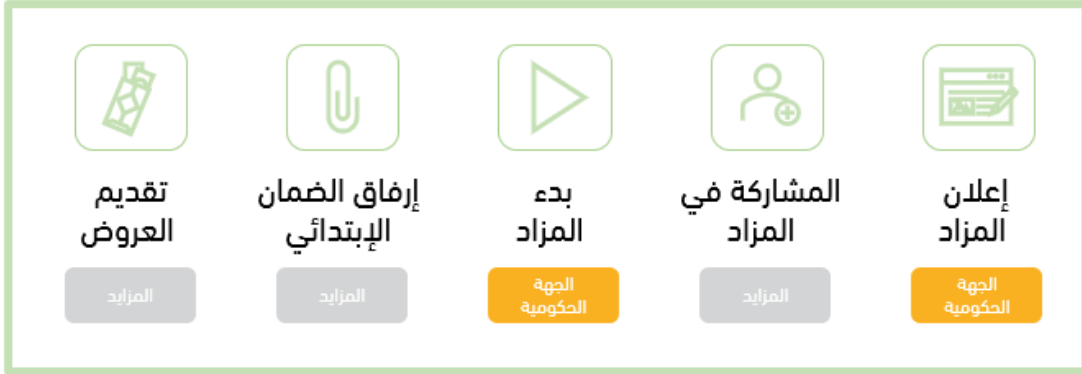 إعلان
المزاد
الجهة
الحكومية
المشاركة في
المزاد
المزايد
بدء
المزاد
الجهة
الحكومية
إرفاق الضمان
الإبتدائي
المزايد
تقديم
العروض
المزايد